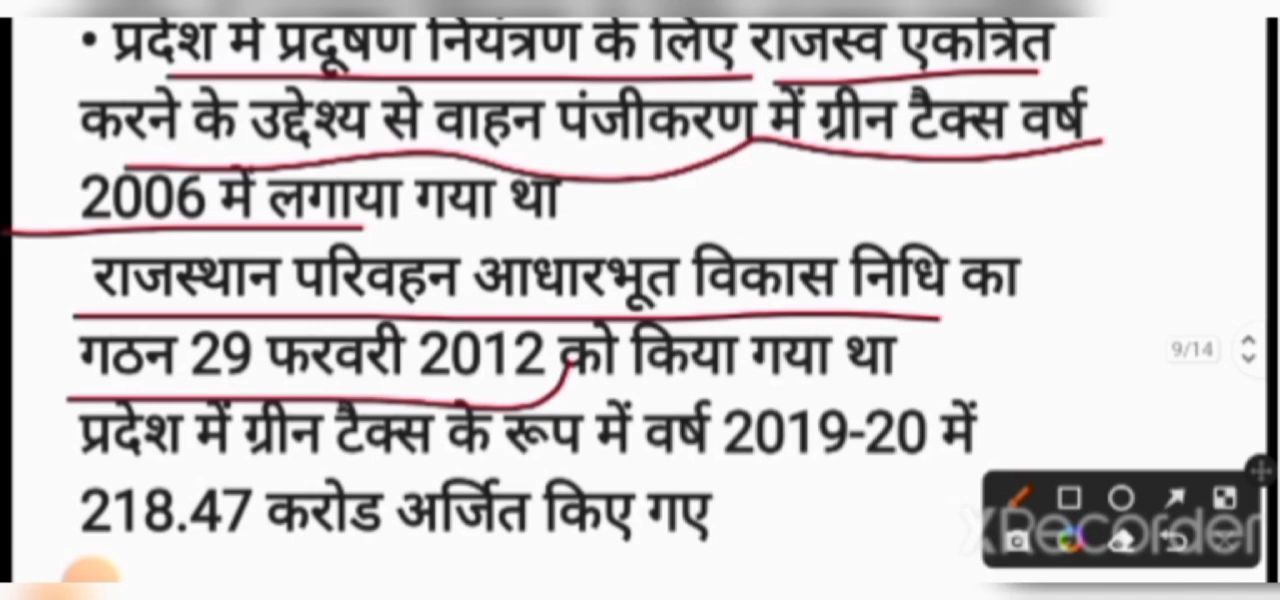 • प्रदेश में प्रदूषण नियंत्रण के लिए राजस्व एकत्रित
करने के उद्देश्य से वाहन पंजीकरण में ग्रीन टैक्स वर्ष
2006 में लगाया गया था
राजस्थान परिवहन आधारभूत विकास निधि का
गठन 29 फरवरी 2012 को किया गया था
9/14
प्रदेश में ग्रीन टैक्स के रूप में वर्ष 2019-20 में
218.47 करोड अर्जित किए गए
XRecorder